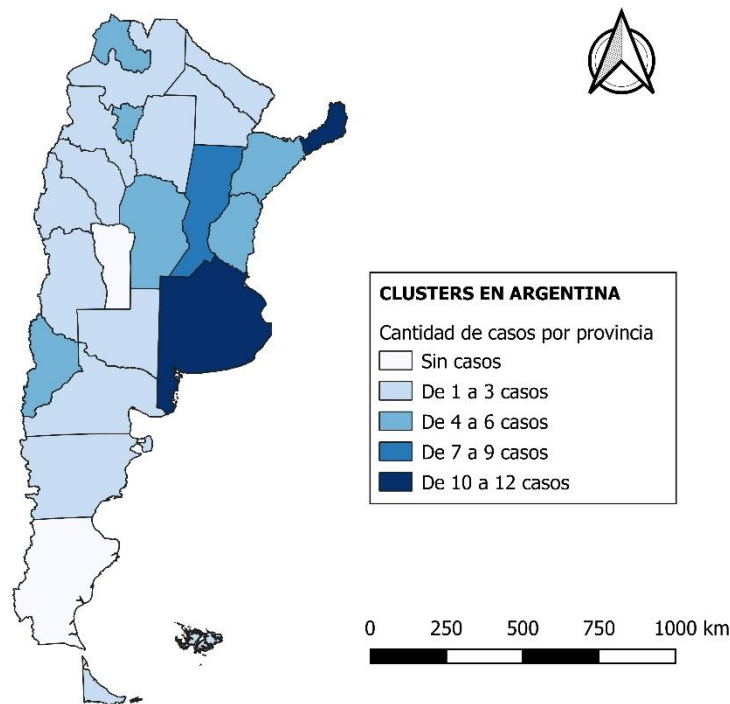 CLUSTERS EN ARGENTINA
Cantidad de casos por provincia
Sin casos
De 1 a 3 casos
De 4 a 6 casos
De 7 a 9 casos
De 10 a 12 casos
0 250 500 750 1000 km